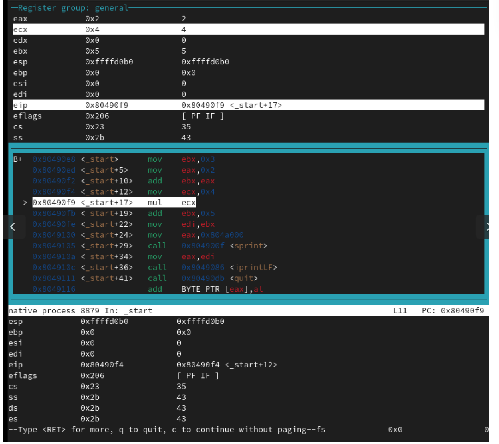 Register group: general
eax 0x2 2
ecx 0x4 4
edx 0x0 0
ebx 0x5 5
esp 0xffffd0b0 0xffffd0b0
ebp 0x0 0x0
esi 0x0 0
edi 0x0 0
eip 0x80490f9 0x80490f9 <_start+17>
eflags 0x206 [ PF IF ]
cs 0x23 35
ss 0x2b 43
B+ 0x80490e8 <_start> mov ebx,0x3
0x80490ed <_start+5> mov eax,0x2
0x80490f2 <_start+10> add ebx,eax
0x80490f4 <_start+12> mov ecx,0x4
> 0x80490f9 <_start+17> mul ecx
0x80490fb <_start+19> add ebx,0x5
0x80490fe <_start+22> mov edi,ebx
0x8049100 <_start+24> mov eax,0x804a000
0x8049105 <_start+29> call 0x804900f <sprint>
0x804910a <_start+34> mov eax,edi
0x804910c <_start+36> call 0x8049086 <iprintLF>
0x8049111 <_start+41> call <quit>
0x8049116 add BYTE PTR [eax],al
native process 8979 In: _start L11 PC: 0x80490f9
esp 0xffffd0b0 0xffffd0b0
ebp 0x0 0x0
esi 0x0 0
edi 0x0 0
eip 0x80490f4 0x80490f4 <_start+12>
eflags 0x206 [ PF IF ]
cs 0x23 35
ss 0x2b 43
ds 0x2b 43
es 0x2b 43
--Type <RET> for more, q to quit, c to continue without paging--fs 0x0 0